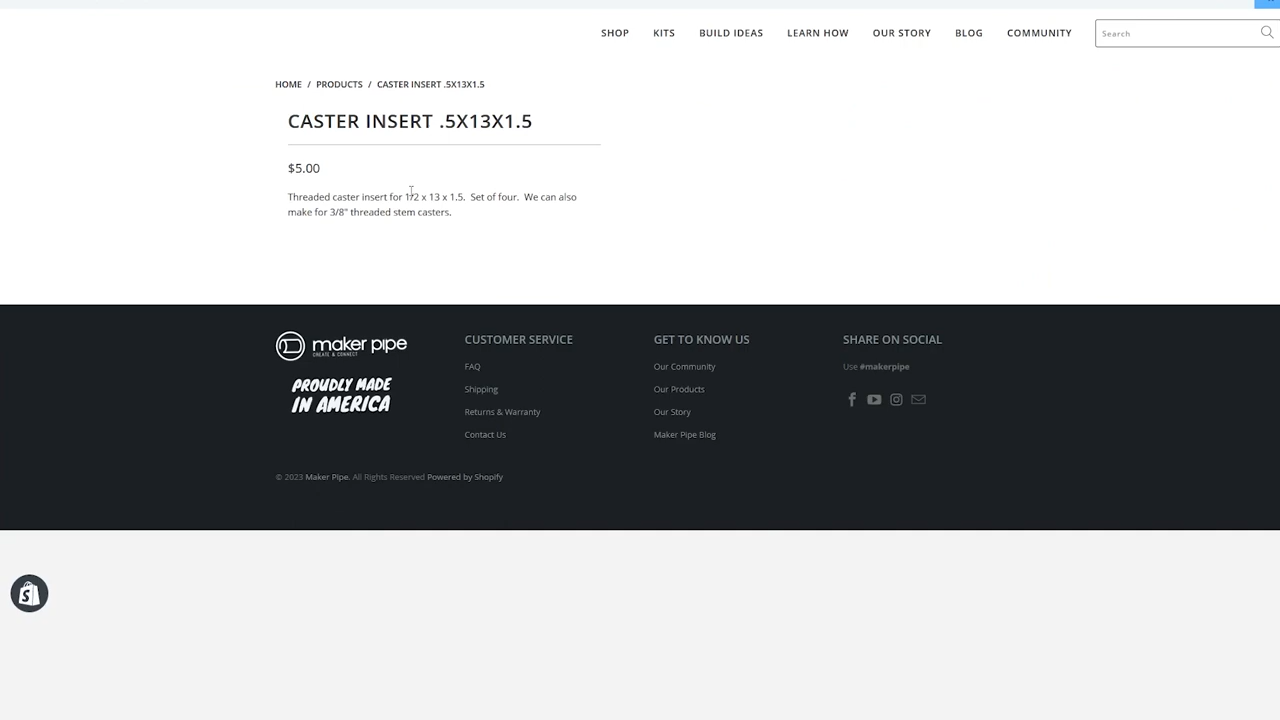 SHOP KITS BUILD IDEAS LEARN HOW OUR STORY BLOG COMMUNITY Search
HOME / PRODUCTS / CASTER INSERT .5X13X1.5
CASTER INSERT .5X13X1.5
$5.00
Threaded caster insert for 1/2 x 13 x 1.5. Set of four. We can also
make for 3/8" threaded stem casters.
maker pipe
CREATE & CONNECT
PROUDLY MADE
IN AMERICA
CUSTOMER SERVICE
FAQ
Shipping
Returns & Warranty
Contact Us
GET TO KNOW US
Our Community
Our Products
Our Story
Maker Pipe Blog
SHARE ON SOCIAL
Use #makerpipe
© 2023 Maker Pipe. All Rights Reserved Powered by Shopify